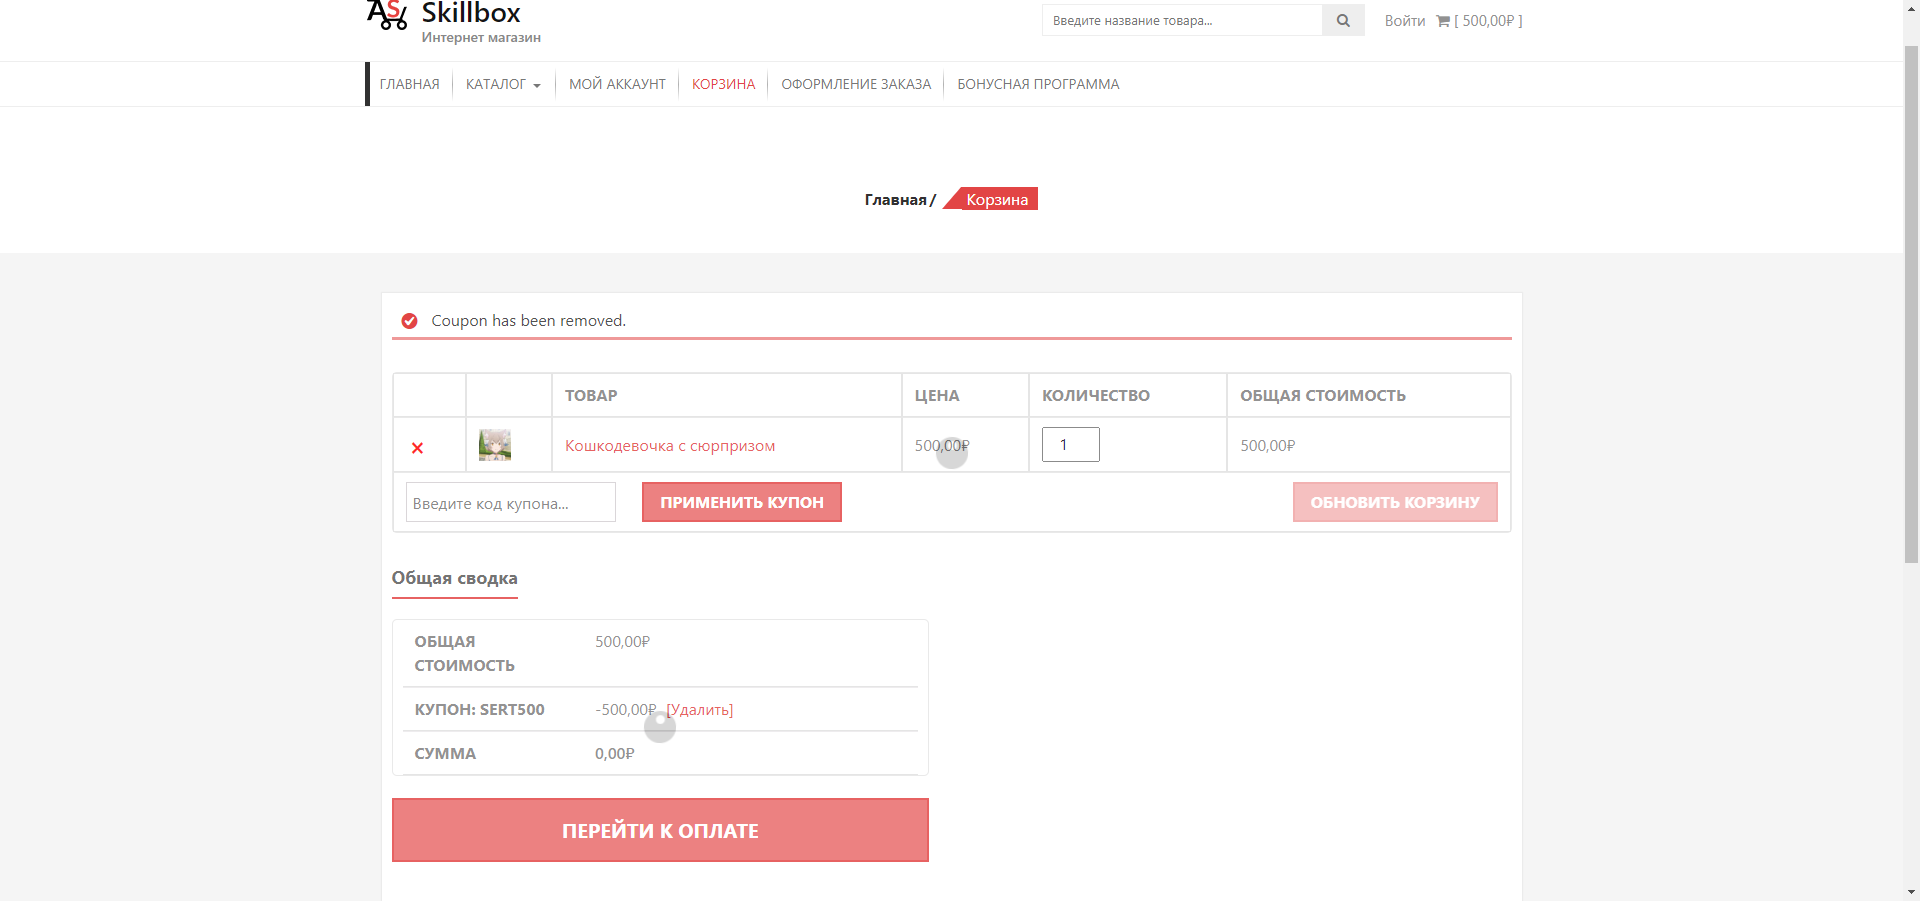 AS Skillbox
Интернет магазин
Введите название товара...
Войти [ 500,00₽ ]
ГЛАВНАЯ КАТАЛОГ МОЙ АККАУНТ КОРЗИНА ОФОРМЛЕНИЕ ЗАКАЗА БОНУСНАЯ ПРОГРАММА
Главная / Корзина
Coupon has been removed.
ТОВАР ЦЕНА КОЛИЧЕСТВО ОБЩАЯ СТОИМОСТЬ
Кошкодевочка с сюрпризом 500,00₽ 1 500,00₽
Введите код купона... ПРИМЕНИТЬ КУПОН ОБНОВИТЬ КОРЗИНУ
Общая сводка
ОБЩАЯ СТОИМОСТЬ 500,00₽
КУПОН: SERT500 -500,00₽ [Удалить]
СУММА 0,00₽
ПЕРЕЙТИ К ОПЛАТЕ